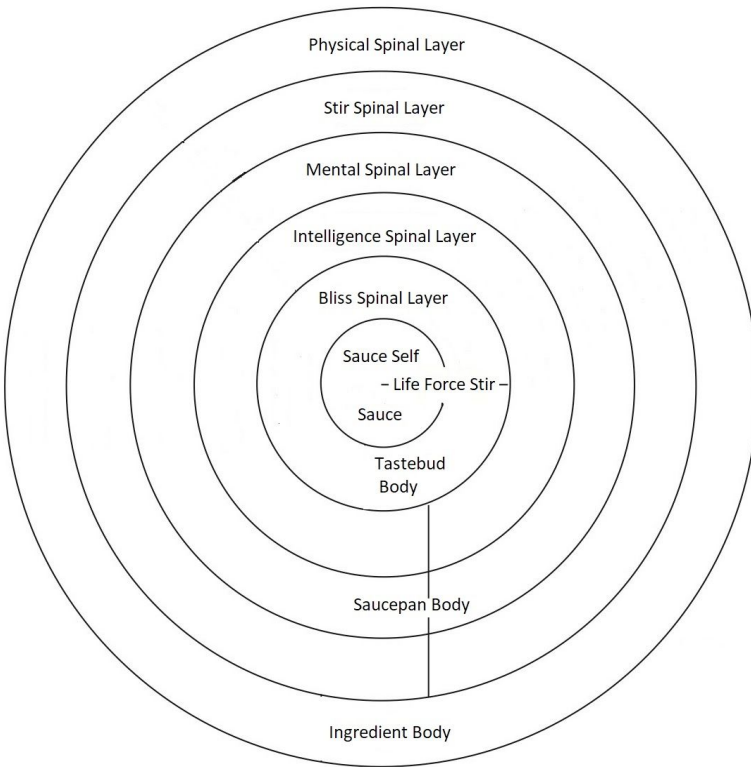 Physical Spinal Layer
Stir Spinal Layer
Mental Spinal Layer
Intelligence Spinal Layer
Bliss Spinal Layer
Sauce Self
– Life Force Stir –
Sauce
Tastebud
Body
Saucepan Body
Ingredient Body